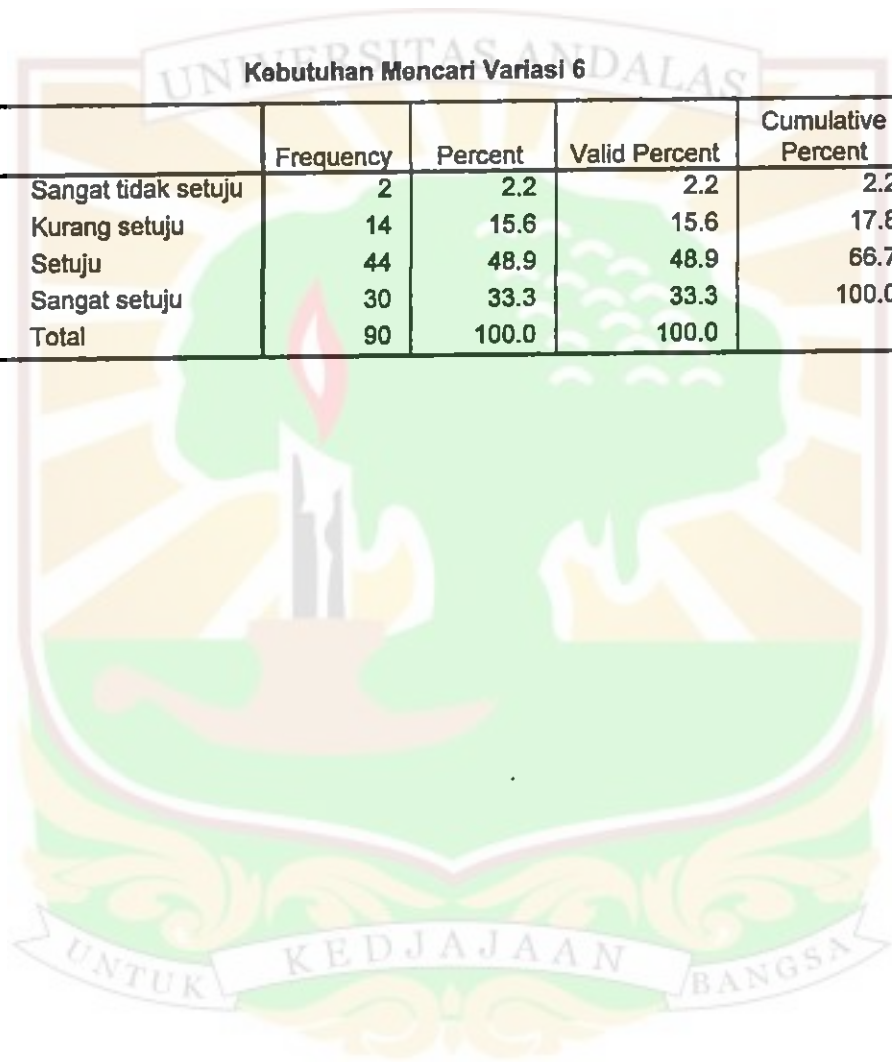 UNIVERSITAS ANDALAS
Kebutuhan Mencari Variasi 6
Frequency Percent Valid Percent Cumulative Percent
Sangat tidak setuju 2 2.2 2.2 2.2
Kurang setuju 14 15.6 15.6 17.8
Setuju 44 48.9 48.9 66.7
Sangat setuju 30 33.3 33.3 100.0
Total 90 100.0 100.0
UNTUK KEDJAJAAN BANGSA